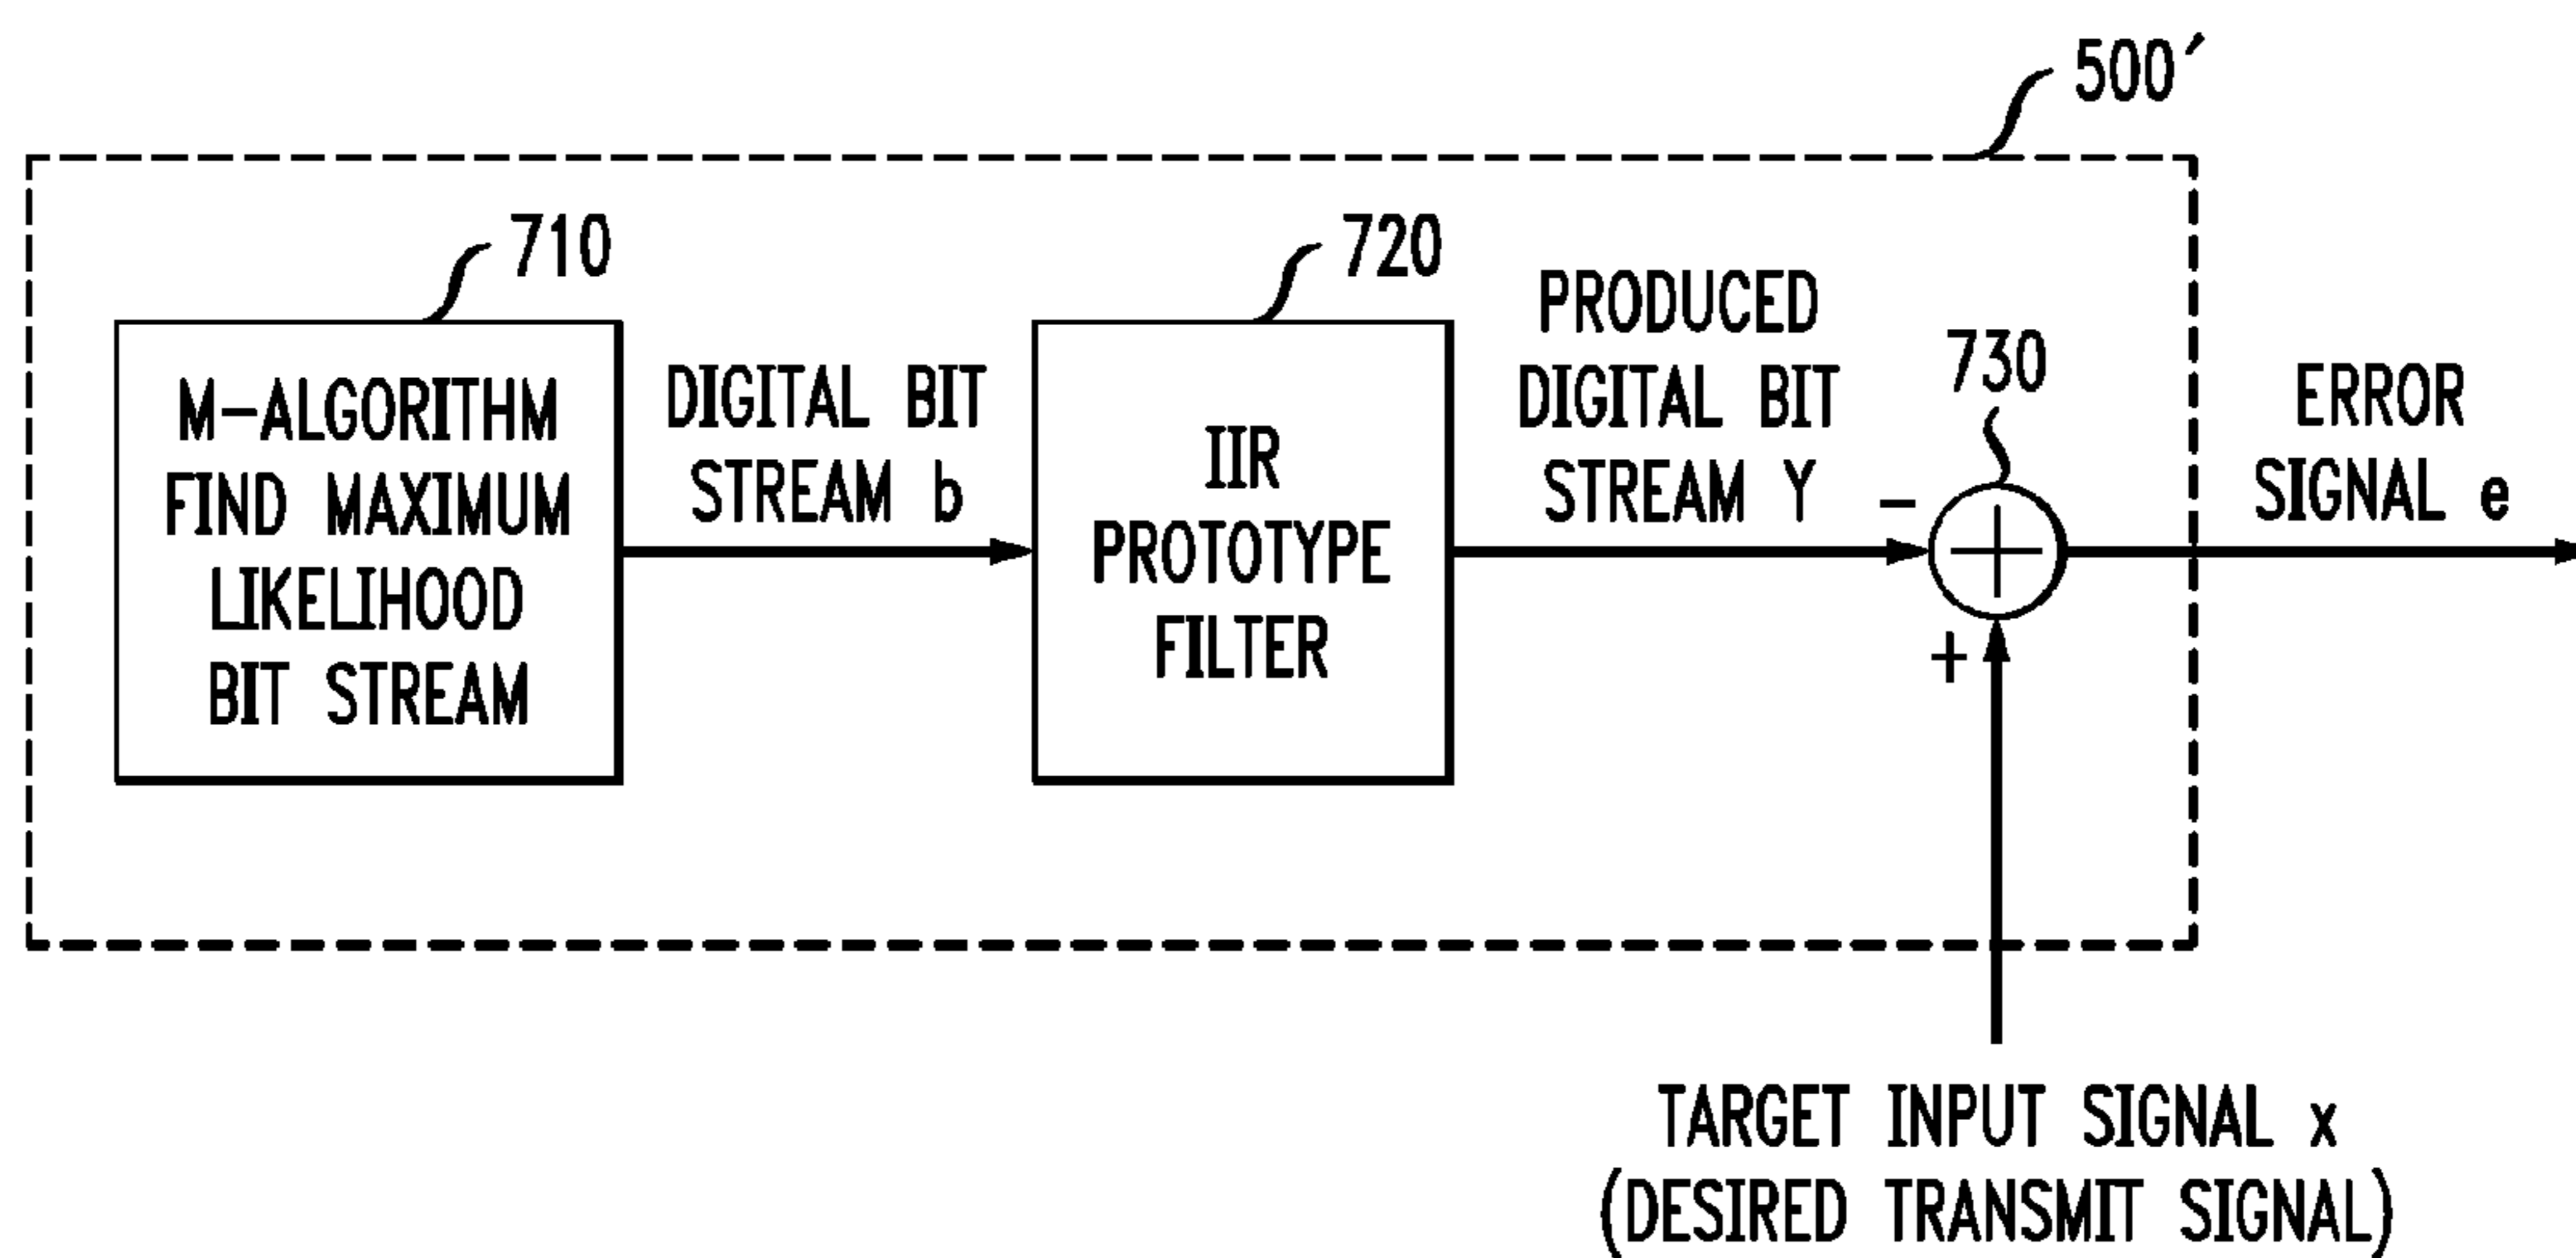 500′
710
720
730
M-ALGORITHM
FIND MAXIMUM
LIKELIHOOD
BIT STREAM
DIGITAL BIT
STREAM b
IIR
PROTOTYPE
FILTER
PRODUCED
DIGITAL BIT
STREAM Y
-
+
ERROR
SIGNAL e
TARGET INPUT SIGNAL x
(DESIRED TRANSMIT SIGNAL)